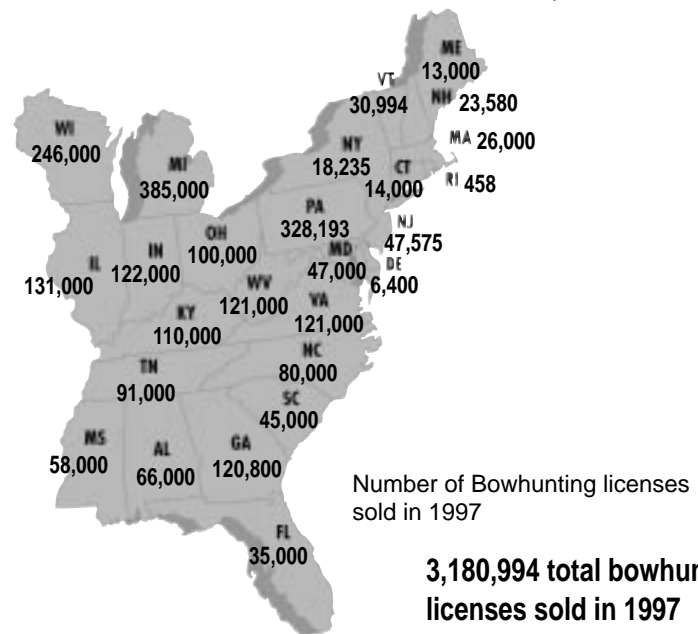 ME
13,000
VT
30,994
NH 23,580
WI
246,000
MA 26,000
NY
18,235
MI
385,000
CT
14,000
RI 458
PA
328,193
NJ
47,575
OH
100,000
IN
122,000
IL
131,000
MD
47,000
DE
6,400
WV
121,000
VA
121,000
KY
110,000
NC
80,000
TN
91,000
SC
45,000
MS
58,000
AL
66,000
GA
120,800
Number of Bowhunting licenses
sold in 1997
FL
35,000
3,180,994 total bowhun
licenses sold in 1997